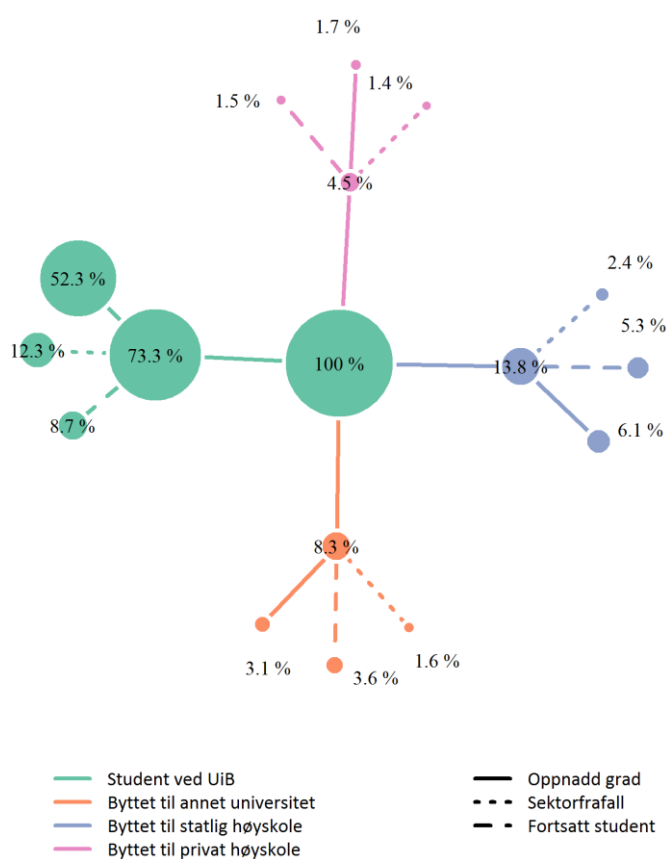 1.7 %
1.5 %
1.4 %
4.5 %
2.4 %
52.3 %
5.3 %
12.3 %
73.3 %
100 %
13.8 %
8.7 %
6.1 %
8.3 %
3.1 %
3.6 %
1.6 %
Student ved UiB
Byttet til annet universitet
Byttet til statlig høyskole
Byttet til privat høyskole
Oppnadd grad
Sektorfrafall
Fortsatt student